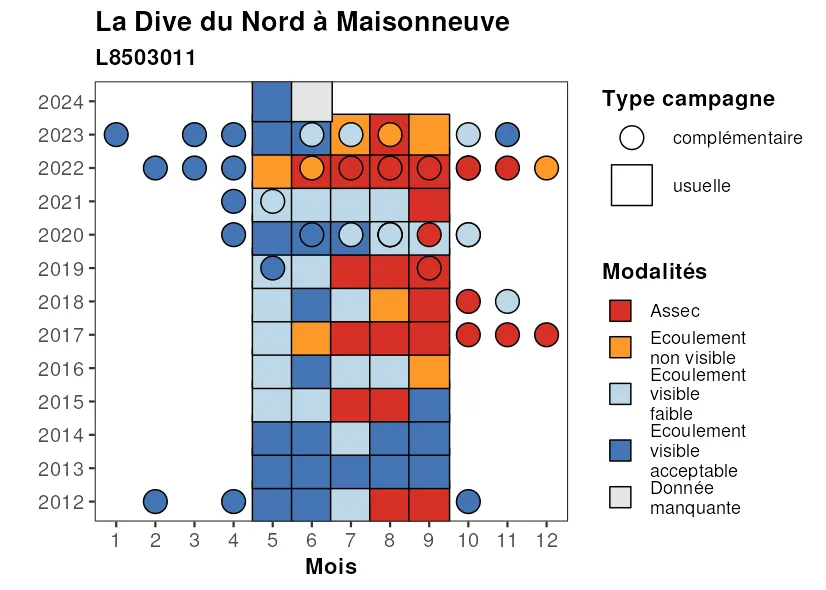 La Dive du Nord à Maisonneuve
L8503011
2024
2023
2022
2021
2020
2019
2018
2017
2016
2015
2014
2013
2012
1 2 3 4 5 6 7 8 9 10 11 12
Mois
Type campagne
complémentaire
usuelle
Modalités
Assec
Ecoulement
non visible
Ecoulement
visible
faible
Ecoulement
visible
acceptable
Donnée
manquante